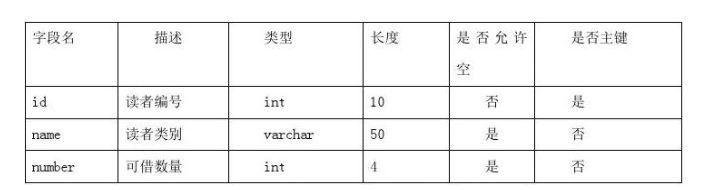 字段名 描述 类型 长度 是否允许空 是否主键
id 读者编号 int 10 否 是
name 读者类别 varchar 50 是 否
number 可借数量 int 4 是 否